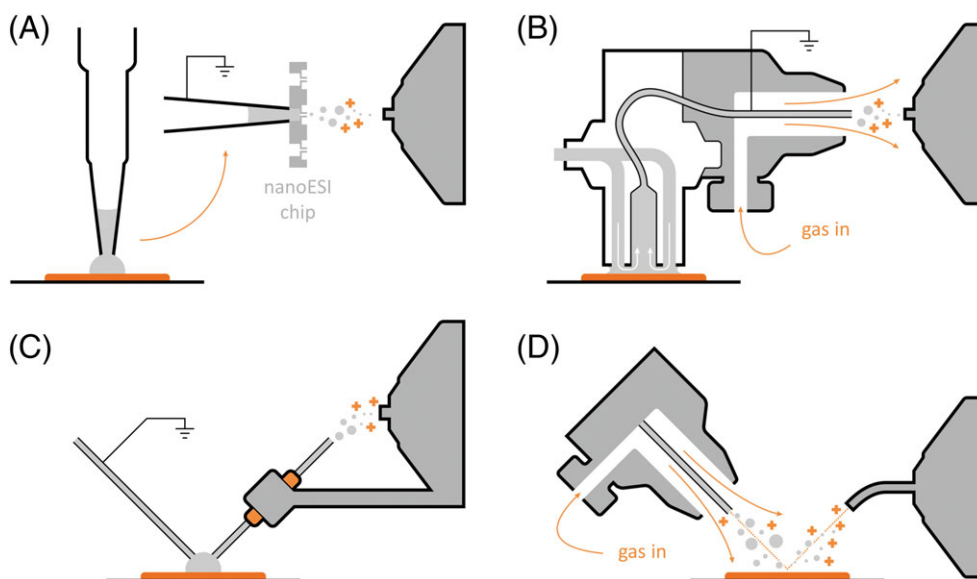 (A)
nanoESI
chip
(B)
gas in
(C)
(D)
gas in